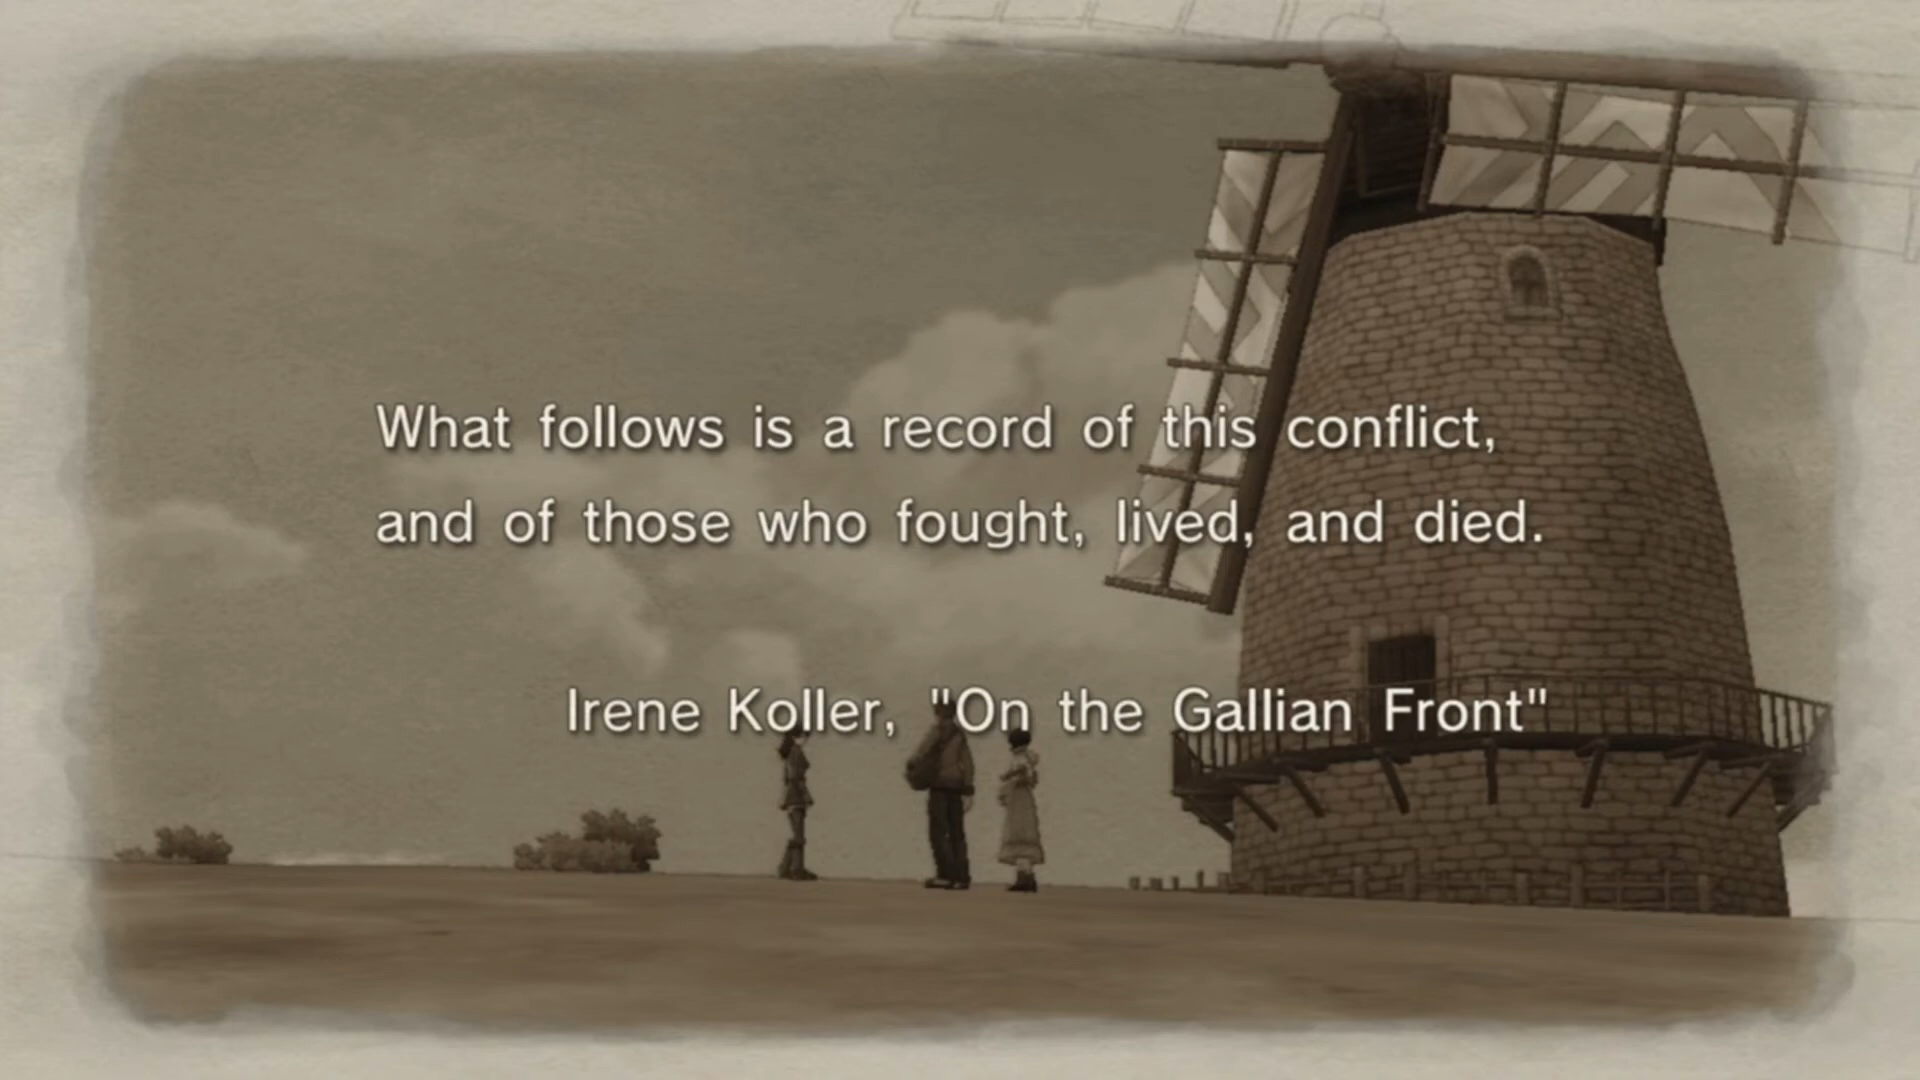 What follows is a record of this conflict,
and of those who fought, lived, and died.
Irene Koller, "On the Gallian Front"